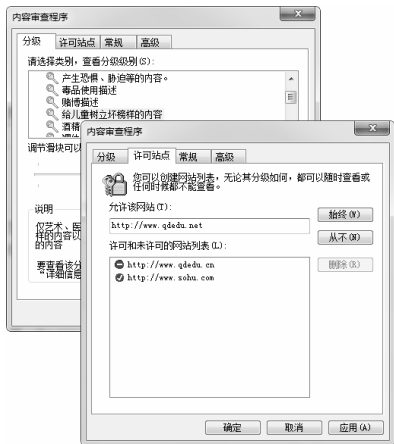 内容审查程序
分级 许可站点 常规 高级
请选择类别，查看分级级别(S):
产生恐惧、胁迫等的内容。
毒品使用描述
赌博描述
给儿童树立坏榜样的内容
酒精
调节滑块可以
说明
仅艺术、医
样的内容以
的内容
要查看该分
“详细信息
内容审查程序
分级 许可站点 常规 高级
您可以创建网站列表，无论其分级如何，都可以随时查看或
任何时候都不能查看。
允许该网站(T):
http://www.qdedu.net
始终(W)
从不(N)
许可和未许可的网站列表(L):
删除(R)
http://www.qdedu.cn
http://www.sohu.com
确定 取消 应用(A)